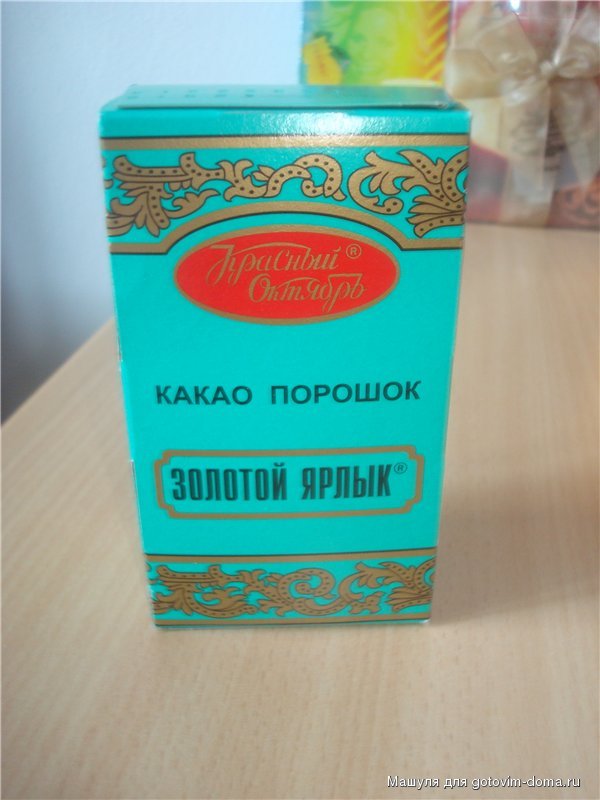 Красный ®
Октябрь
КАКАО ПОРОШОК
ЗОЛОТОЙ ЯРЛЫК®
Машуля для gotovim-doma.ru